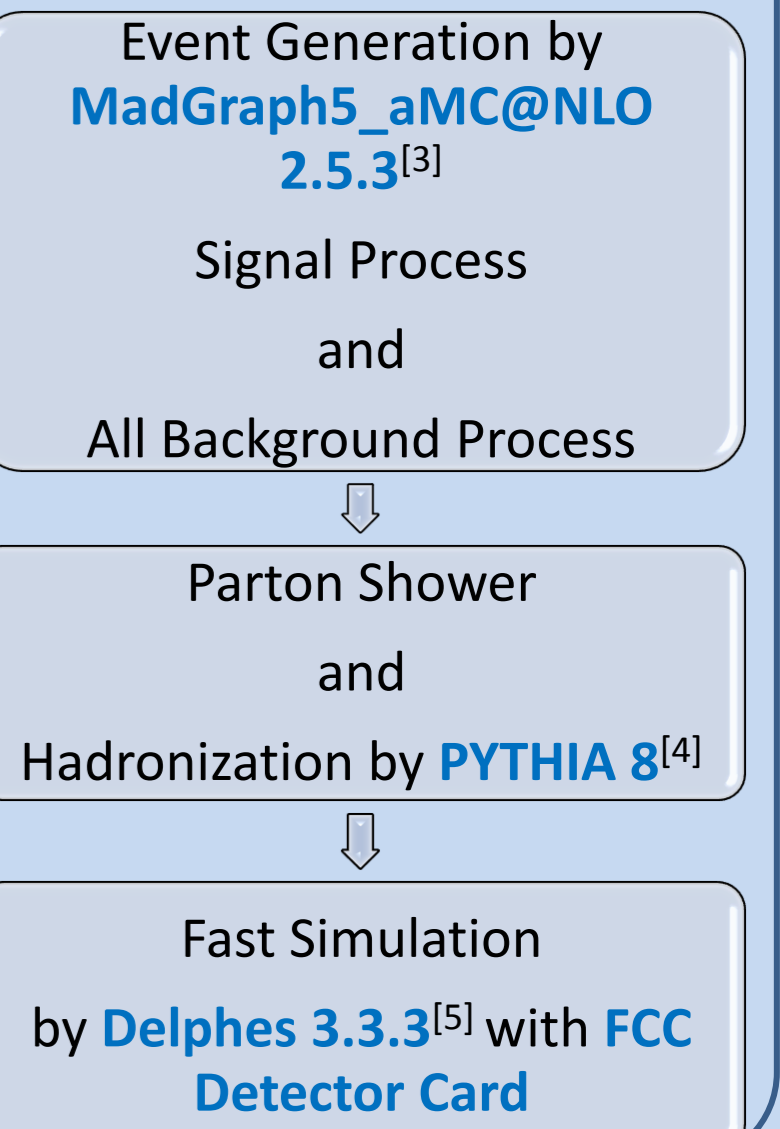 Event Generation by
MadGraph5_aMC@NLO
2.5.3[3]
Signal Process
and
All Background Process
Parton Shower
and
Hadronization by PYTHIA 8[4]
Fast Simulation
by Delphes 3.3.3[5] with FCC
Detector Card